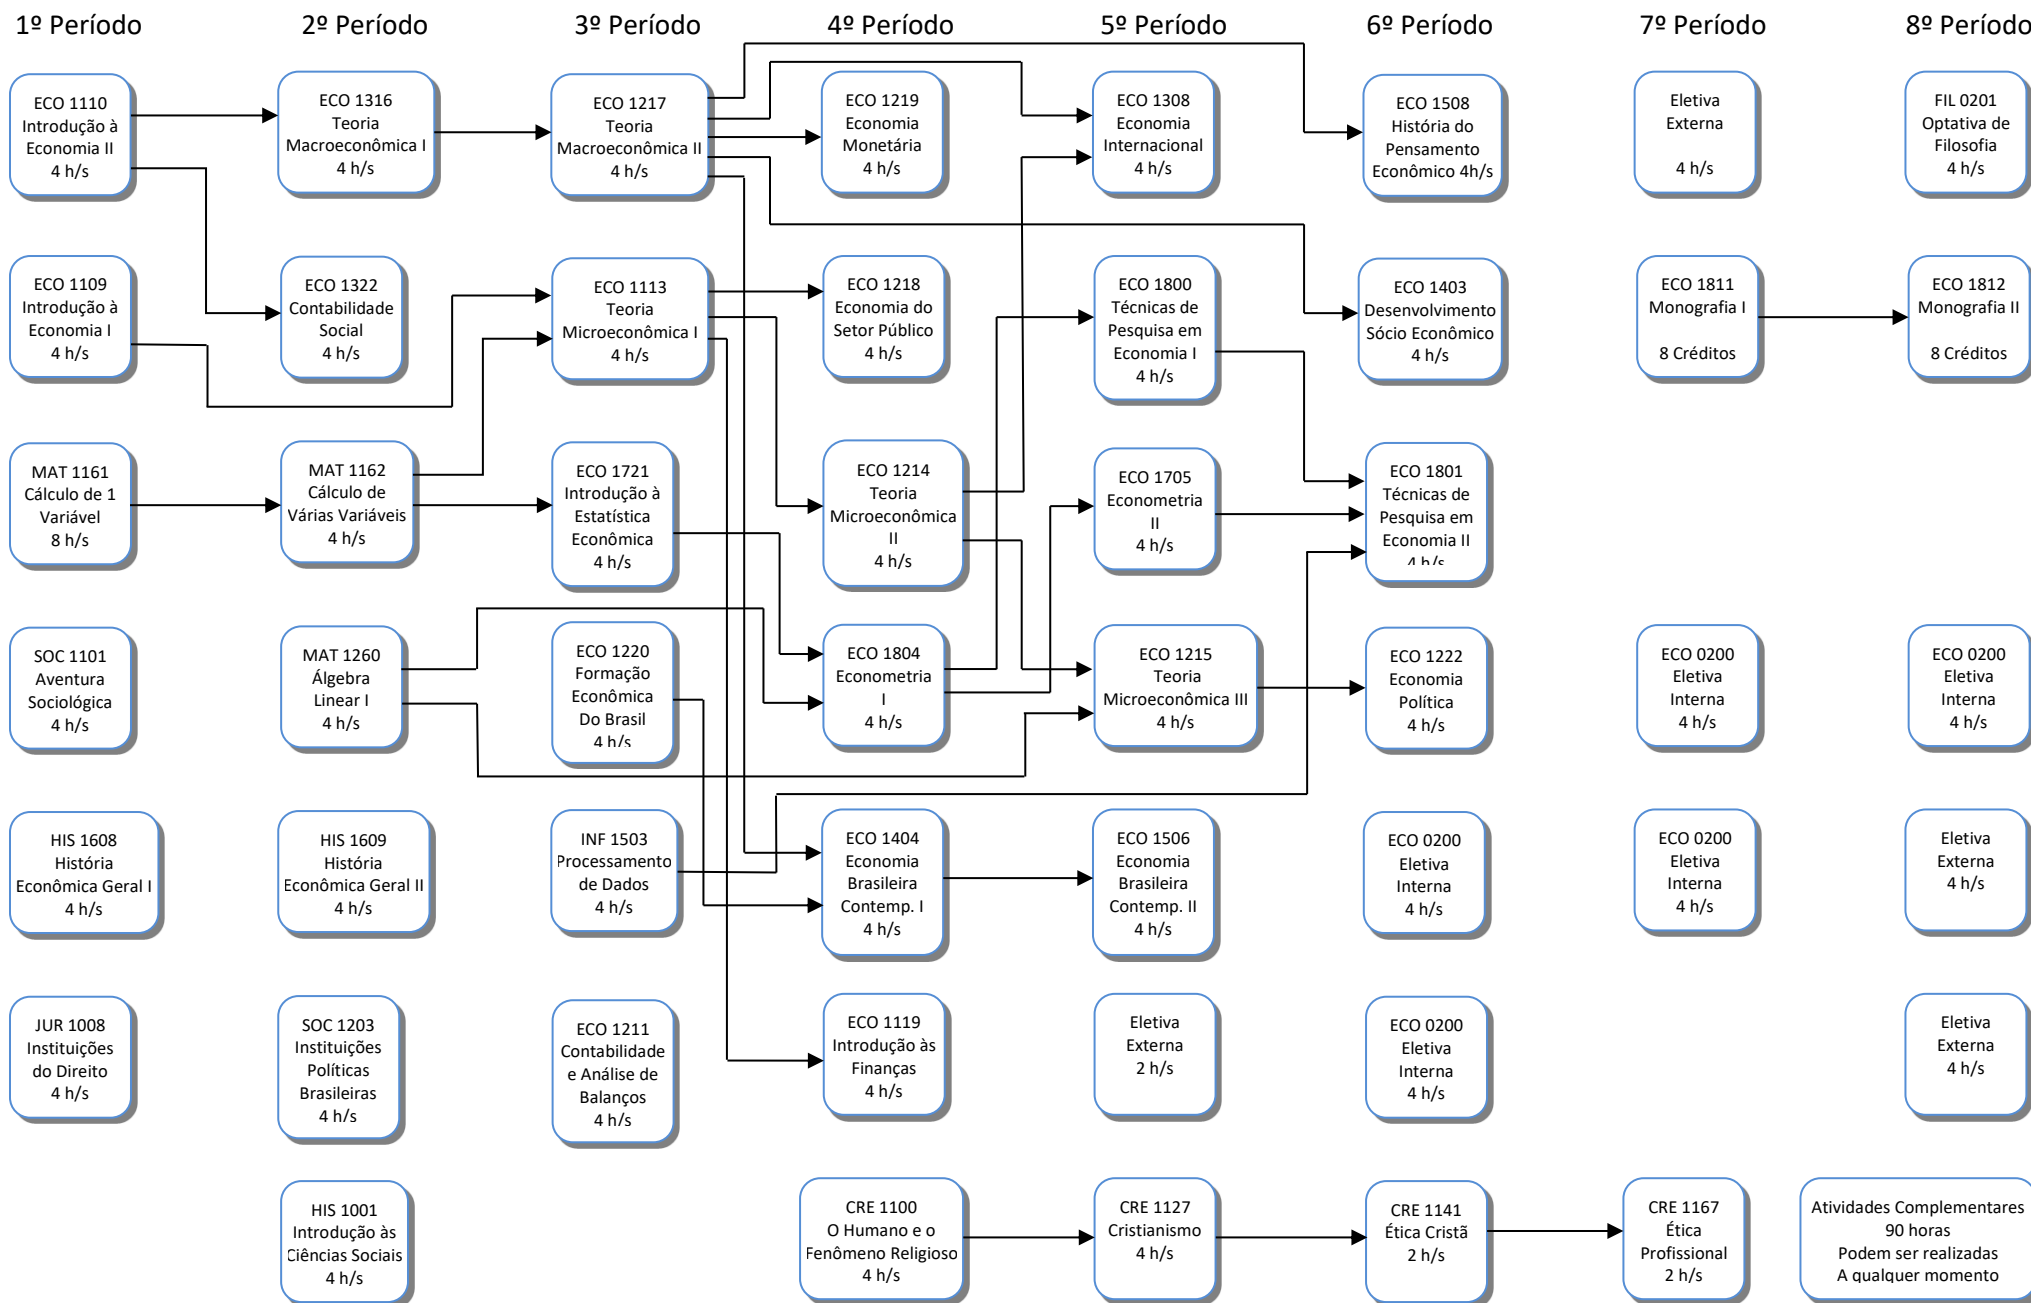 1º Período
2º Período
3º Período
4º Período
5º Período
6º Período
7º Período
8º Período
ECO 1110
Introdução à
Economia II
4 h/s
ECO 1316
Teoria
Macroeconômica I
4 h/s
ECO 1217
Teoria
Macroeconômica II
4 h/s
ECO 1219
Economia
Monetária
4 h/s
ECO 1308
Economia
Internacional
4 h/s
ECO 1508
História do
Pensamento
Econômico 4h/s
Eletiva
Externa
4 h/s
FIL 0201
Optativa de
Filosofia
4 h/s
ECO 1109
Introdução à
Economia I
4 h/s
ECO 1322
Contabilidade
Social
4 h/s
ECO 1113
Teoria
Microeconômica I
4 h/s
ECO 1218
Economia do
Setor Público
4 h/s
ECO 1800
Técnicas de
Pesquisa em
Economia I
4 h/s
ECO 1403
Desenvolvimento
Sócio Econômico
4 h/s
ECO 1811
Monografia I
8 Créditos
ECO 1812
Monografia II
8 Créditos
MAT 1161
Cálculo de 1
Variável
8 h/s
MAT 1162
Cálculo de
Várias Variáveis
4 h/s
ECO 1721
Introdução à
Estatística
Econômica
4 h/s
ECO 1214
Teoria
Microeconômica
II
4 h/s
ECO 1705
Econometria
II
4 h/s
ECO 1801
Técnicas de
Pesquisa em
Economia II
4 h/s
SOC 1101
Aventura
Sociológica
4 h/s
MAT 1260
Álgebra
Linear I
4 h/s
ECO 1220
Formação
Econômica
Do Brasil
4 h/s
ECO 1804
Econometria
I
4 h/s
ECO 1215
Teoria
Microeconômica III
4 h/s
ECO 1222
Economia
Política
4 h/s
ECO 0200
Eletiva
Interna
4 h/s
ECO 0200
Eletiva
Interna
4 h/s
HIS 1608
História
Econômica Geral I
4 h/s
HIS 1609
História
Econômica Geral II
4 h/s
INF 1503
Processamento
de Dados
4 h/s
ECO 1404
Economia
Brasileira
Contemp. I
4 h/s
ECO 1506
Economia
Brasileira
Contemp. II
4 h/s
ECO 0200
Eletiva
Interna
4 h/s
ECO 0200
Eletiva
Interna
4 h/s
Eletiva
Externa
4 h/s
JUR 1008
Instituições
do Direito
4 h/s
SOC 1203
Instituições
Políticas
Brasileiras
4 h/s
ECO 1211
Contabilidade
e Análise de
Balanços
4 h/s
ECO 1119
Introdução às
Finanças
4 h/s
Eletiva
Externa
2 h/s
ECO 0200
Eletiva
Interna
4 h/s
Eletiva
Externa
4 h/s
HIS 1001
Introdução às
Ciências Sociais
4 h/s
CRE 1100
O Humano e o
Fenômeno Religioso
4 h/s
CRE 1127
Cristianismo
4 h/s
CRE 1141
Ética Cristã
2 h/s
CRE 1167
Ética
Profissional
2 h/s
Atividades Complementares
90 horas
Podem ser realizadas
A qualquer momento